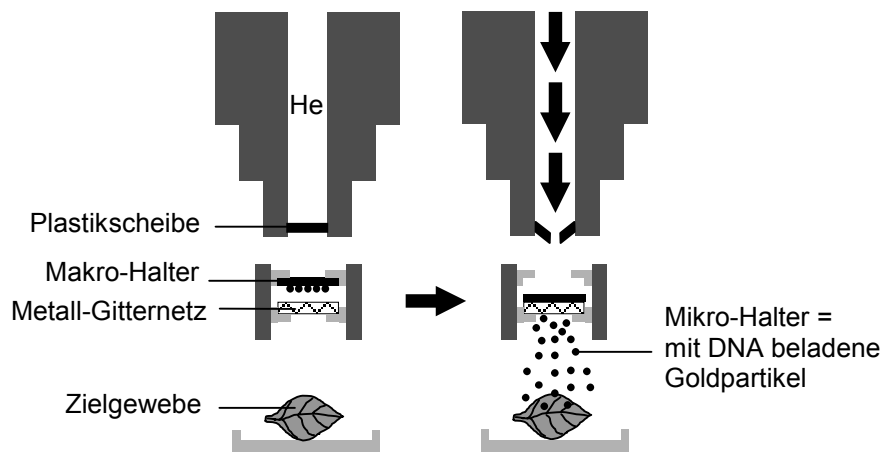 He
Plastikscheibe
Makro-Halter
Metall-Gitternetz
Mikro-Halter =
mit DNA beladene
Goldpartikel
Zielgewebe